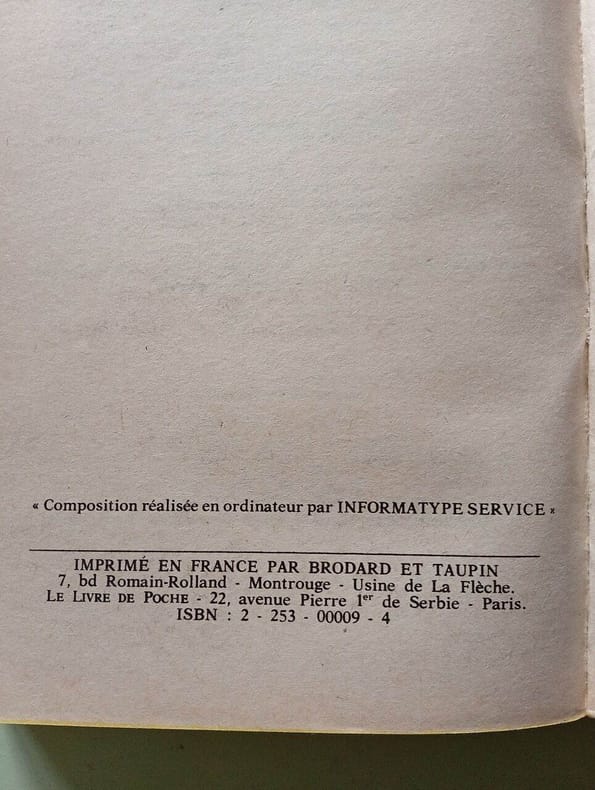 « Composition réalisée en ordinateur par INFORMATYPE SERVICE »
IMPRIMÉ EN FRANCE PAR BRODARD ET TAUPIN
7, bd Romain-Rolland - Montrouge - Usine de La Flèche.
LE LIVRE DE POCHE - 22, avenue Pierre 1er de Serbie - Paris.
ISBN : 2 - 253 - 00009 - 4